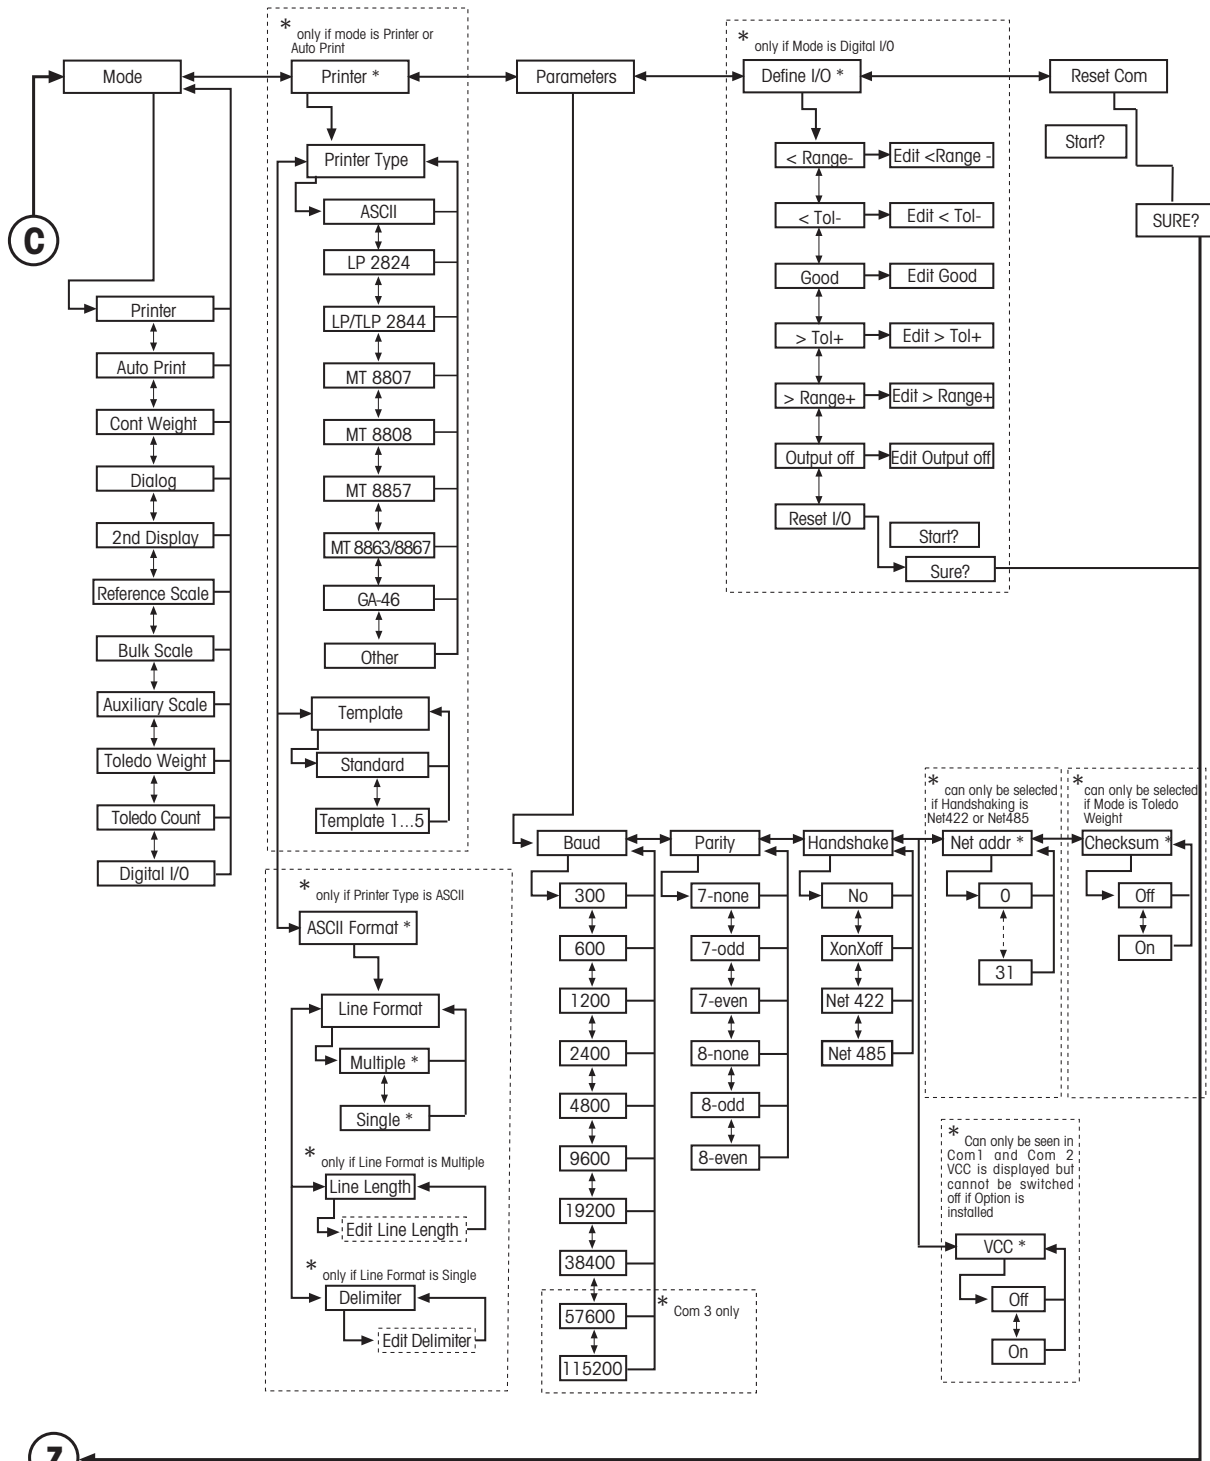 * only if mode is Printer or
Auto Print
* only if Mode is Digital I/O
Mode
Printer *
Parameters
Define I/O *
Reset Com
C
Start?
SURE?
Printer
Auto Print
Cont Weight
Dialog
2nd Display
Reference Scale
Bulk Scale
Auxiliary Scale
Toledo Weight
Toledo Count
Digital I/O
Printer Type
ASCII
LP 2824
LP/TLP 2844
MT 8807
MT 8808
MT 8857
MT 8863/8867
GA-46
Other
Template
Standard
Template 1...5
* only if Printer Type is ASCII
ASCII Format *
Line Format
Multiple *
Single *
* only if Line Format is Multiple
Line Length
Edit Line Length
* only if Line Format is Single
Delimiter
Edit Delimiter
< Range-
Edit <Range -
< Tol-
Edit < Tol-
Good
Edit Good
> Tol+
Edit > Tol+
> Range+
Edit > Range+
Output off
Edit Output off
Reset I/O
Start?
Sure?
Baud
300
600
1200
2400
4800
9600
19200
38400
57600
115200
* Com 3 only
Parity
7-none
7-odd
7-even
8-none
8-odd
8-even
Handshake
No
XonXoff
Net 422
Net 485
* can only be selected
if Handshaking is
Net422 or Net485
Net addr *
0
31
* can only be selected
if Mode is Toledo
Weight
Checksum *
Off
On
* Can only be seen in
Com1 and Com 2
VCC is displayed but
cannot be switched
off if Option is
installed
VCC *
Off
On
Z